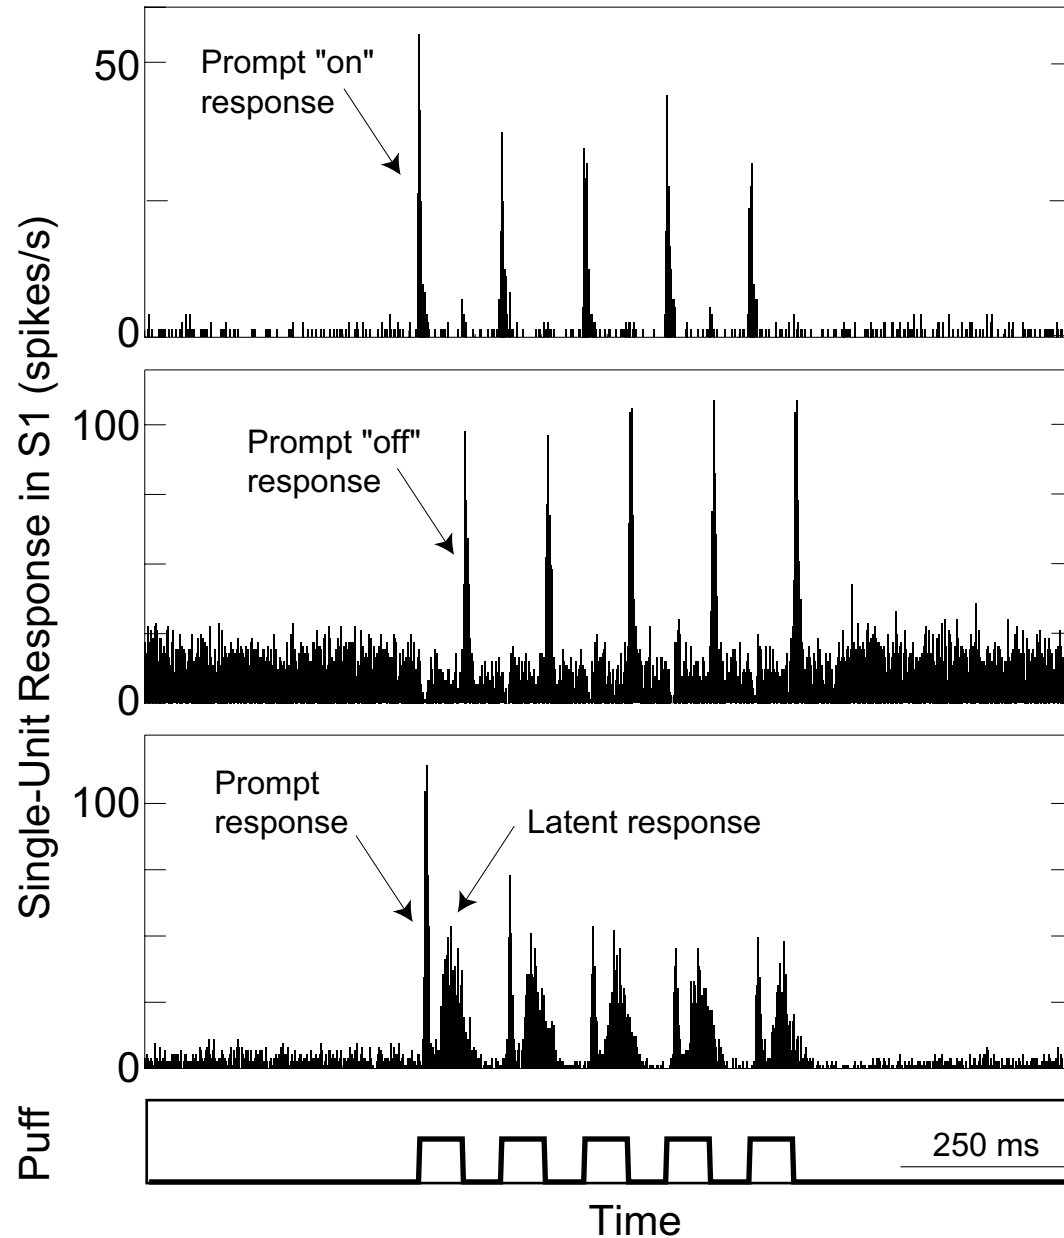 Single-Unit Response in S1 (spikes/s)
50
0
Prompt "on"
response
100
0
Prompt "off"
response
100
0
Prompt
response
Latent response
Puff
250 ms
Time